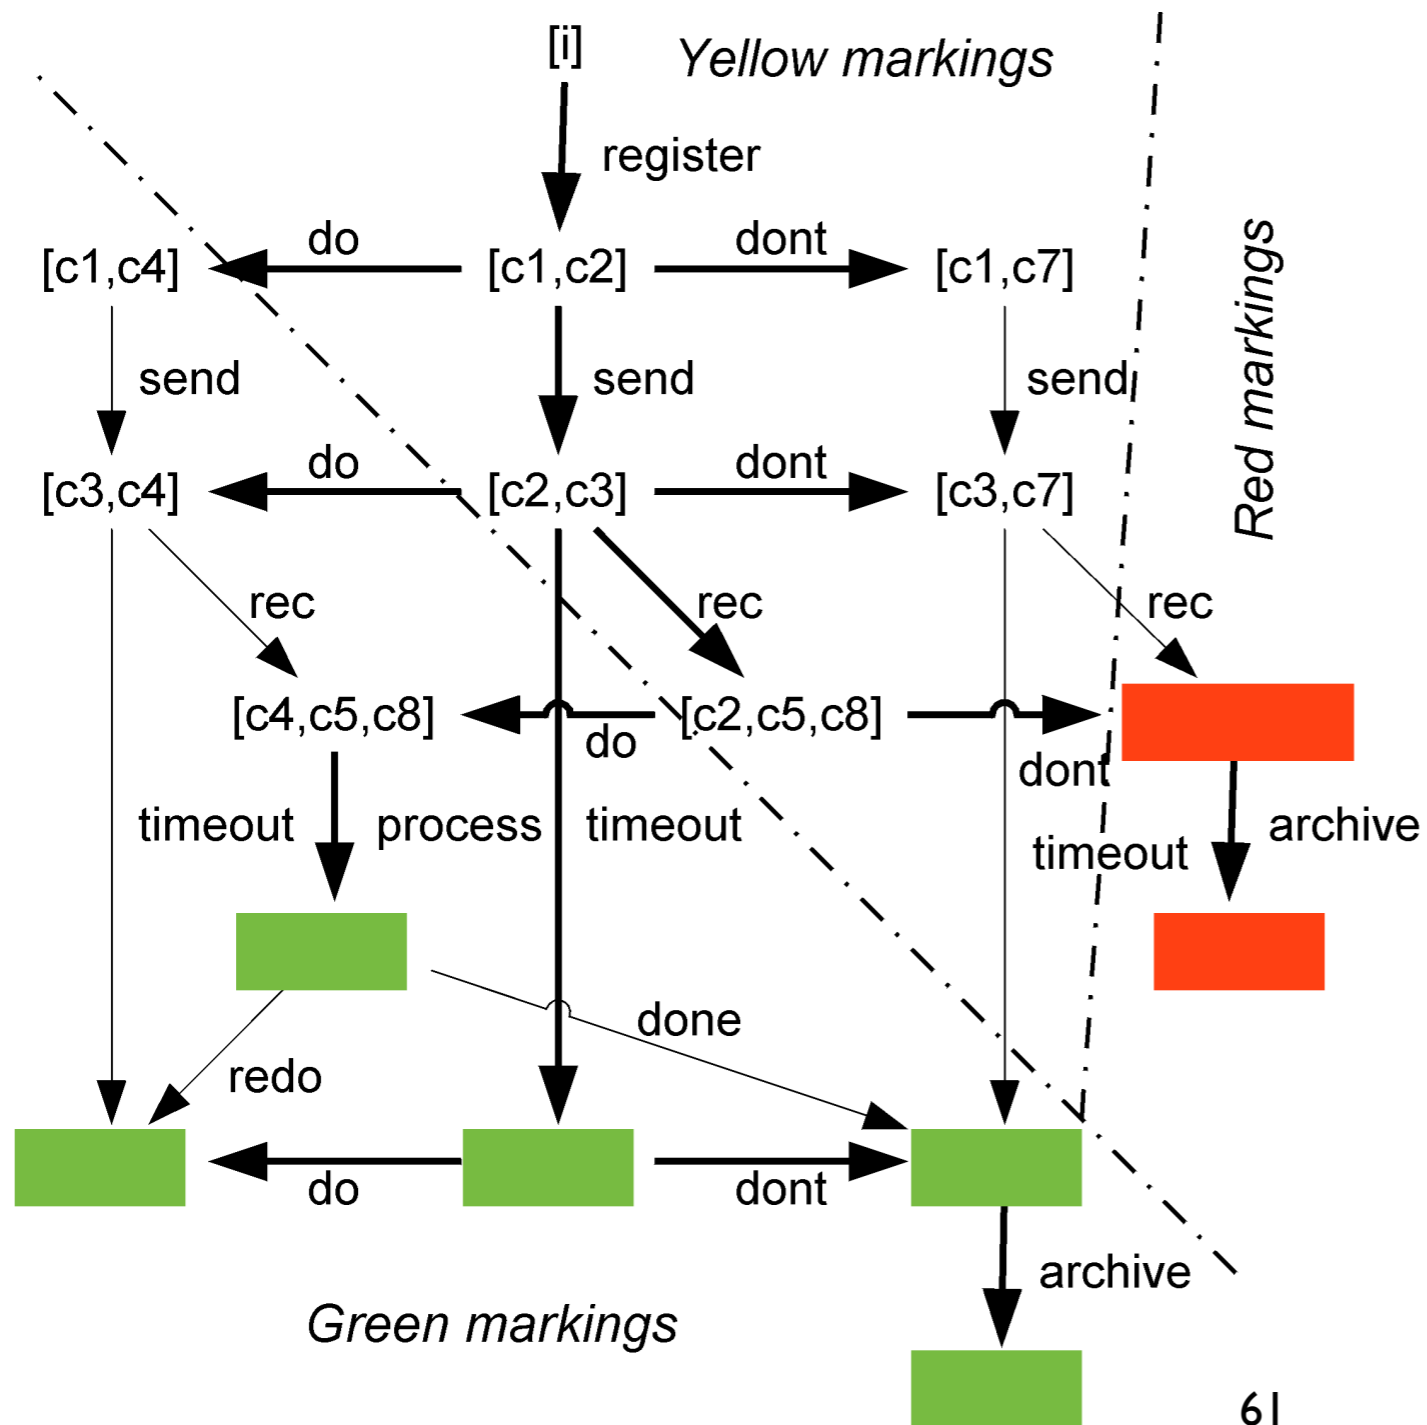 [i]
Yellow markings
register
do
dont
[c1,c4]
[c1,c2]
[c1,c7]
Red markings
send
send
send
do
dont
[c3,c4]
[c2,c3]
[c3,c7]
rec
rec
rec
[c4,c5,c8]
[c2,c5,c8]
do
dont
timeout
process
timeout
timeout
archive
done
redo
do
dont
archive
Green markings
61